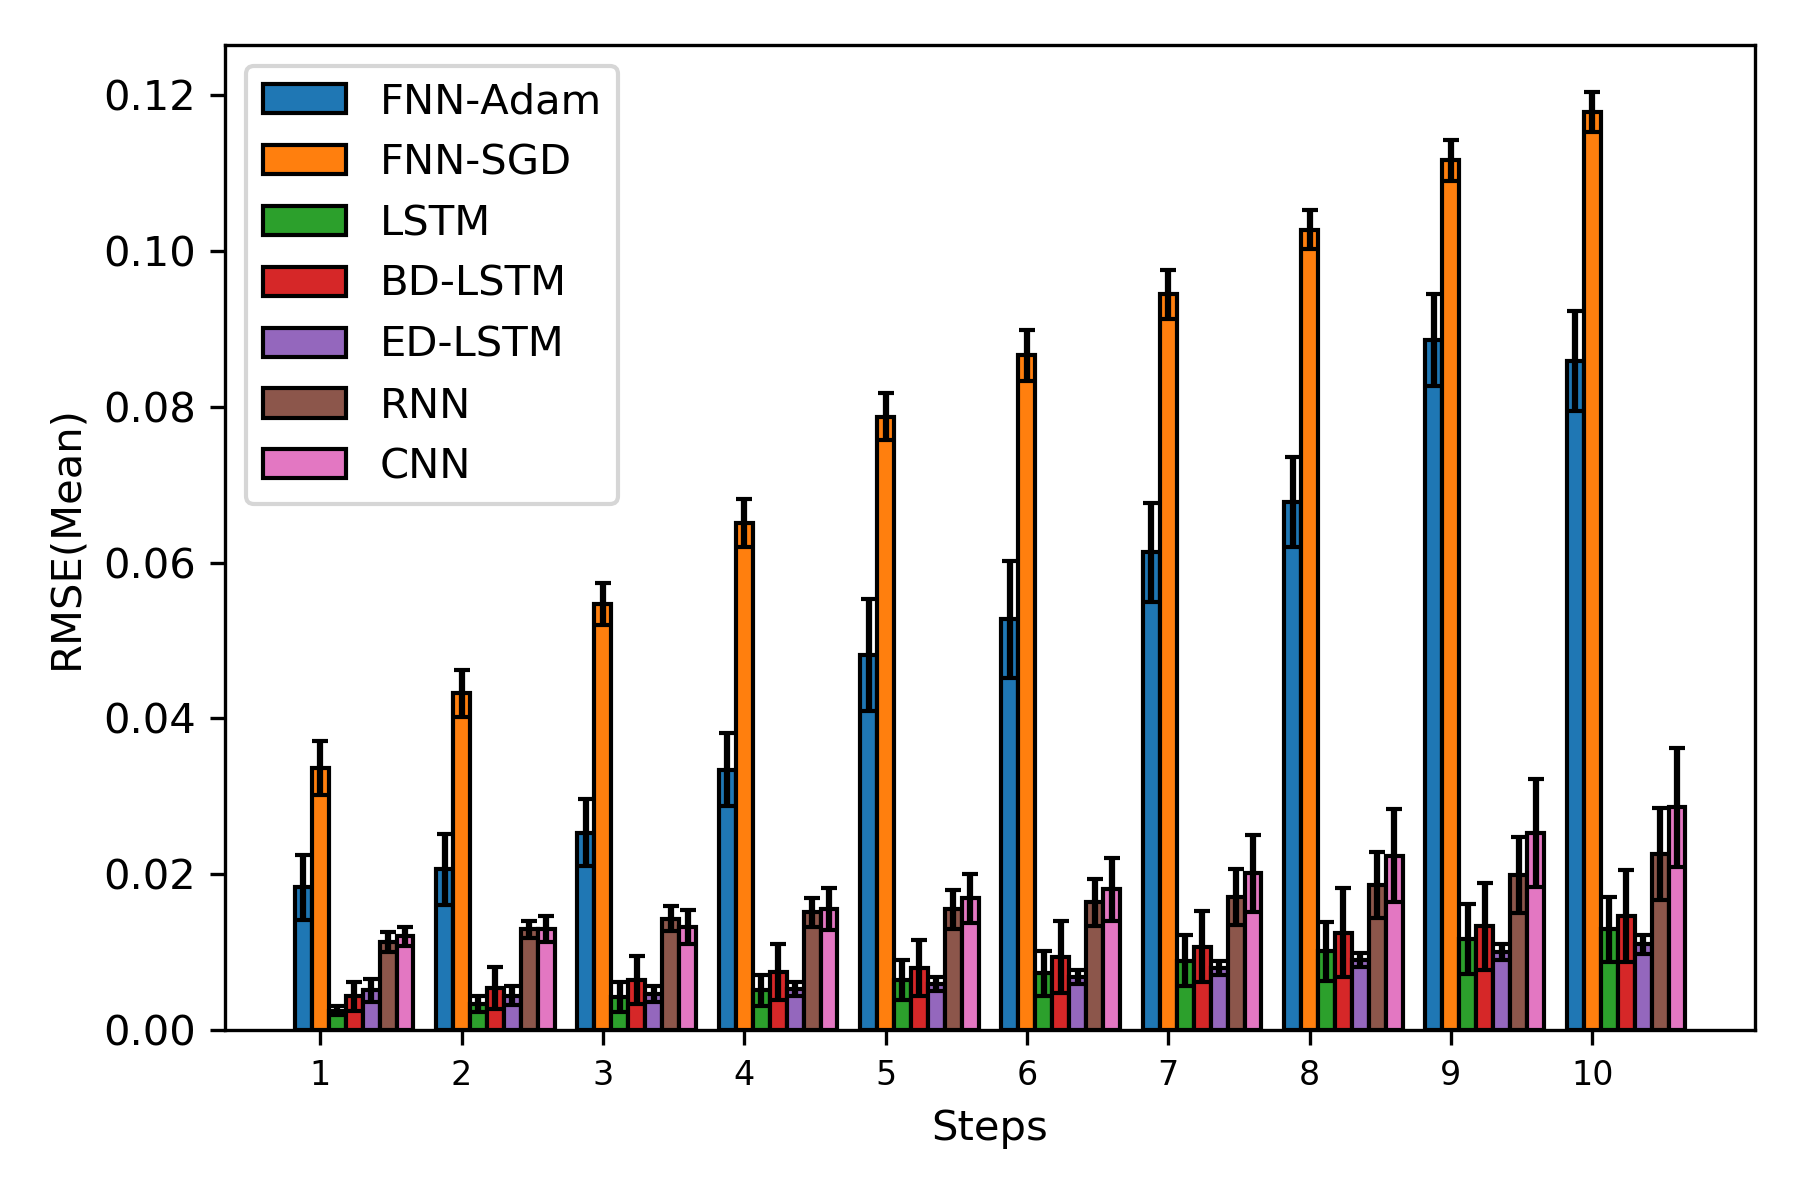 0.12
0.10
0.08
0.06
0.04
0.02
0.00
RMSE(Mean)
FNN-Adam
FNN-SGD
LSTM
BD-LSTM
ED-LSTM
RNN
CNN
1 2 3 4 5 6 7 8 9 10
Steps